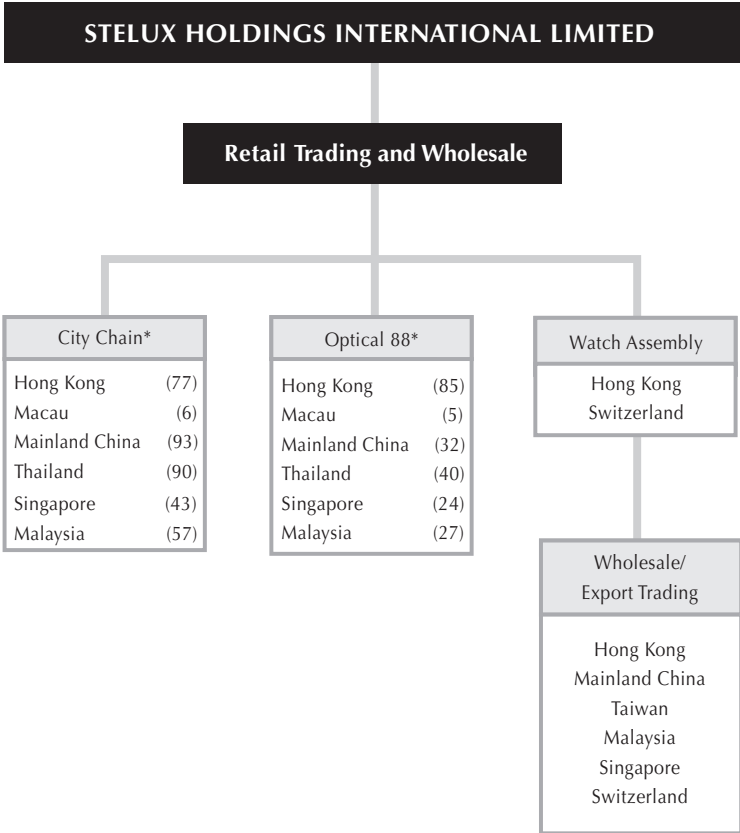 STELUX HOLDINGS INTERNATIONAL LIMITED
Retail Trading and Wholesale
City Chain*
Hong Kong (77)
Macau (6)
Mainland China (93)
Thailand (90)
Singapore (43)
Malaysia (57)
Optical 88*
Hong Kong (85)
Macau (5)
Mainland China (32)
Thailand (40)
Singapore (24)
Malaysia (27)
Watch Assembly
Hong Kong
Switzerland
Wholesale/
Export Trading
Hong Kong
Mainland China
Taiwan
Malaysia
Singapore
Switzerland